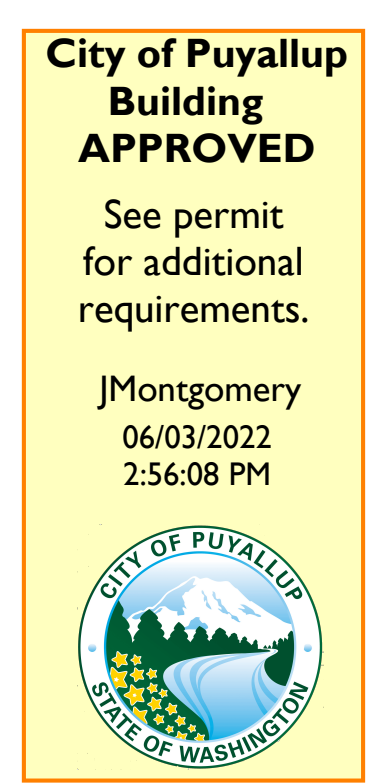 City of Puyallup
Building
APPROVED
See permit
for additional
requirements.
JMontgomery
06/03/2022
2:56:08 PM
CITY OF PUYALLUP
STATE OF WASHINGTON